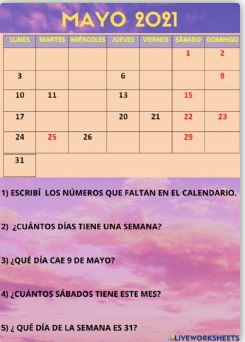 MAYO 2021
LUNES MARTES MIÉRCOLES JUEVES VIERNES SÁBADO DOMINGO
1 2
3 6 9
10 11 13 15
17 20 21 22 23
24 25 26 29
31
1) ESCRIBÍ LOS NÚMEROS QUE FALTAN EN EL CALENDARIO.
2) ¿CUÁNTOS DÍAS TIENE UNA SEMANA?
3) ¿QUÉ DÍA CAE 9 DE MAYO?
4) ¿CUÁNTOS SÁBADOS TIENE ESTE MES?
5) ¿ QUÉ DÍA DE LA SEMANA ES 31?
LIVEWORKSHEETS